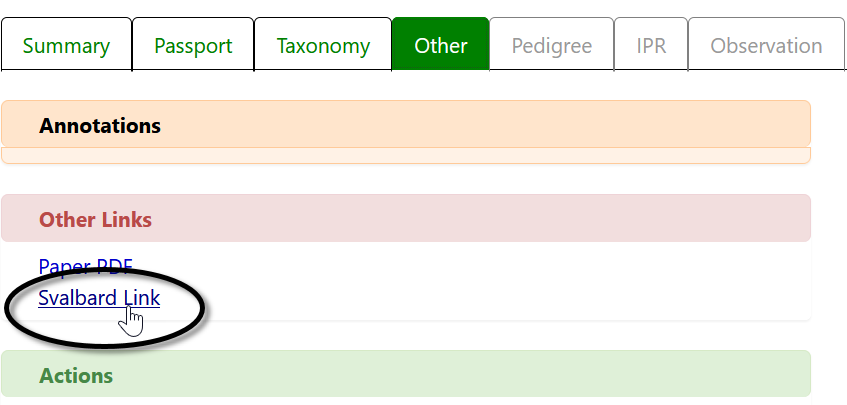 Summary Passport Taxonomy Other Pedigree IPR Observation
Annotations
Other Links
Paper PDF
Svalbard Link
Actions